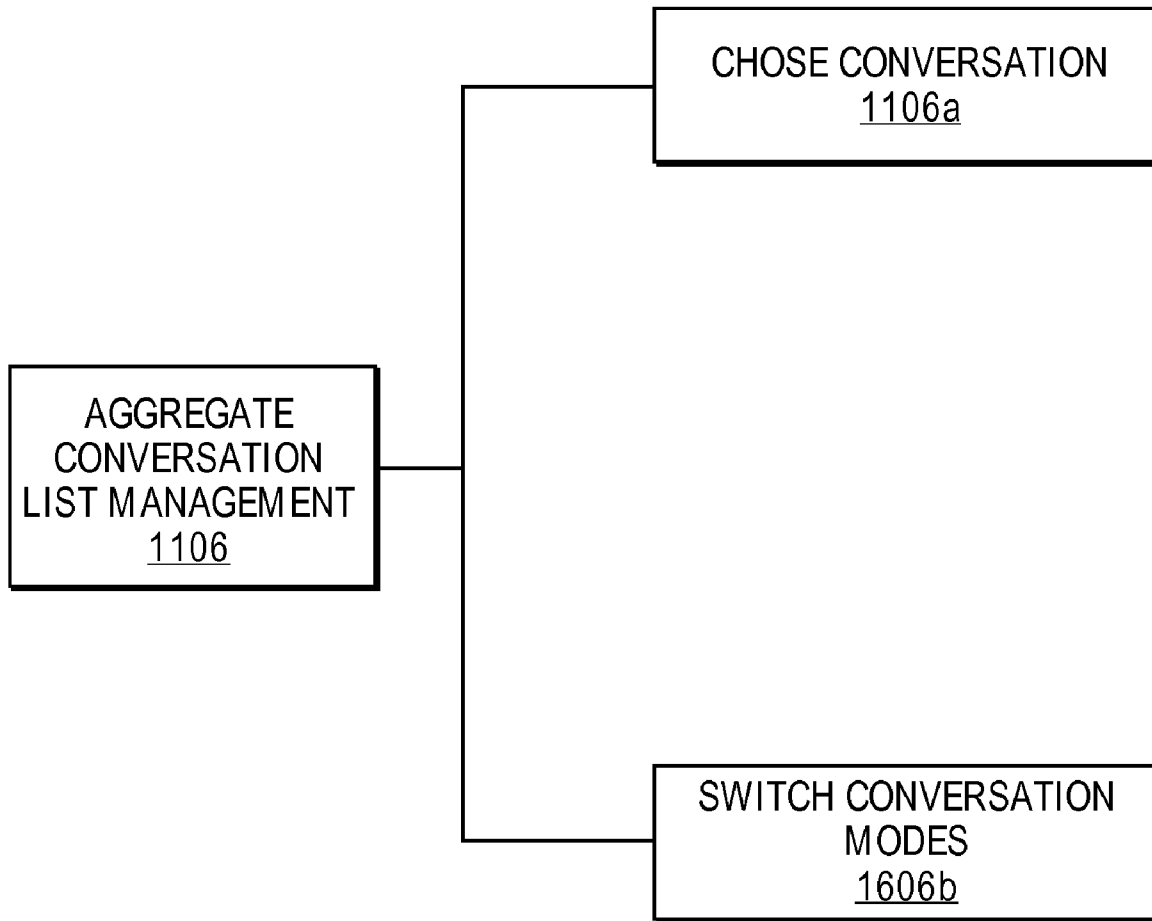 CHOSE CONVERSATION
1106a
AGGREGATE
CONVERSATION
LIST MANAGEMENT
1106
SWITCH CONVERSATION
MODES
1606b